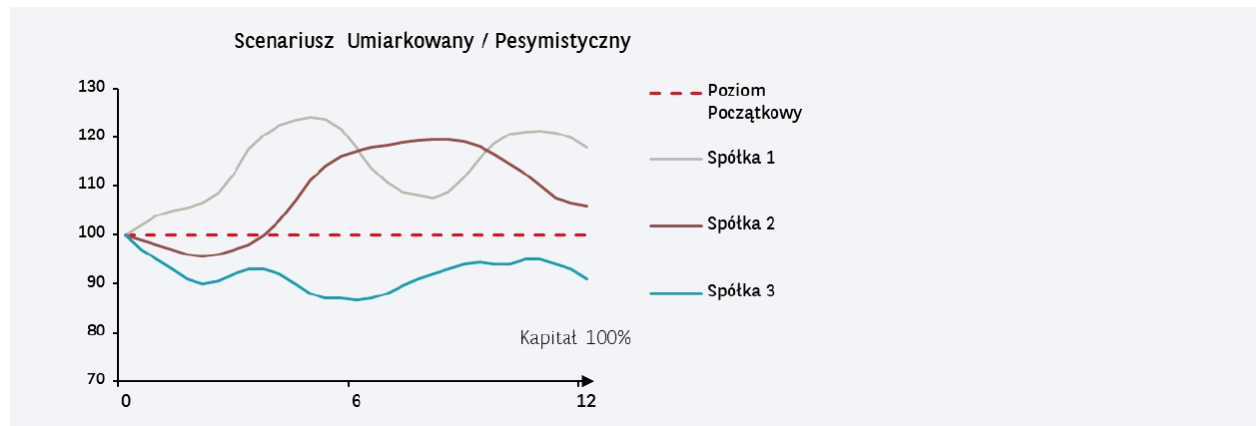 Scenariusz Umiarkowany / Pesymistyczny
130
120
110
100
90
80
70
0
6
12
Kapitał 100%
Poziom
Początkowy
Spółka 1
Spółka 2
Spółka 3